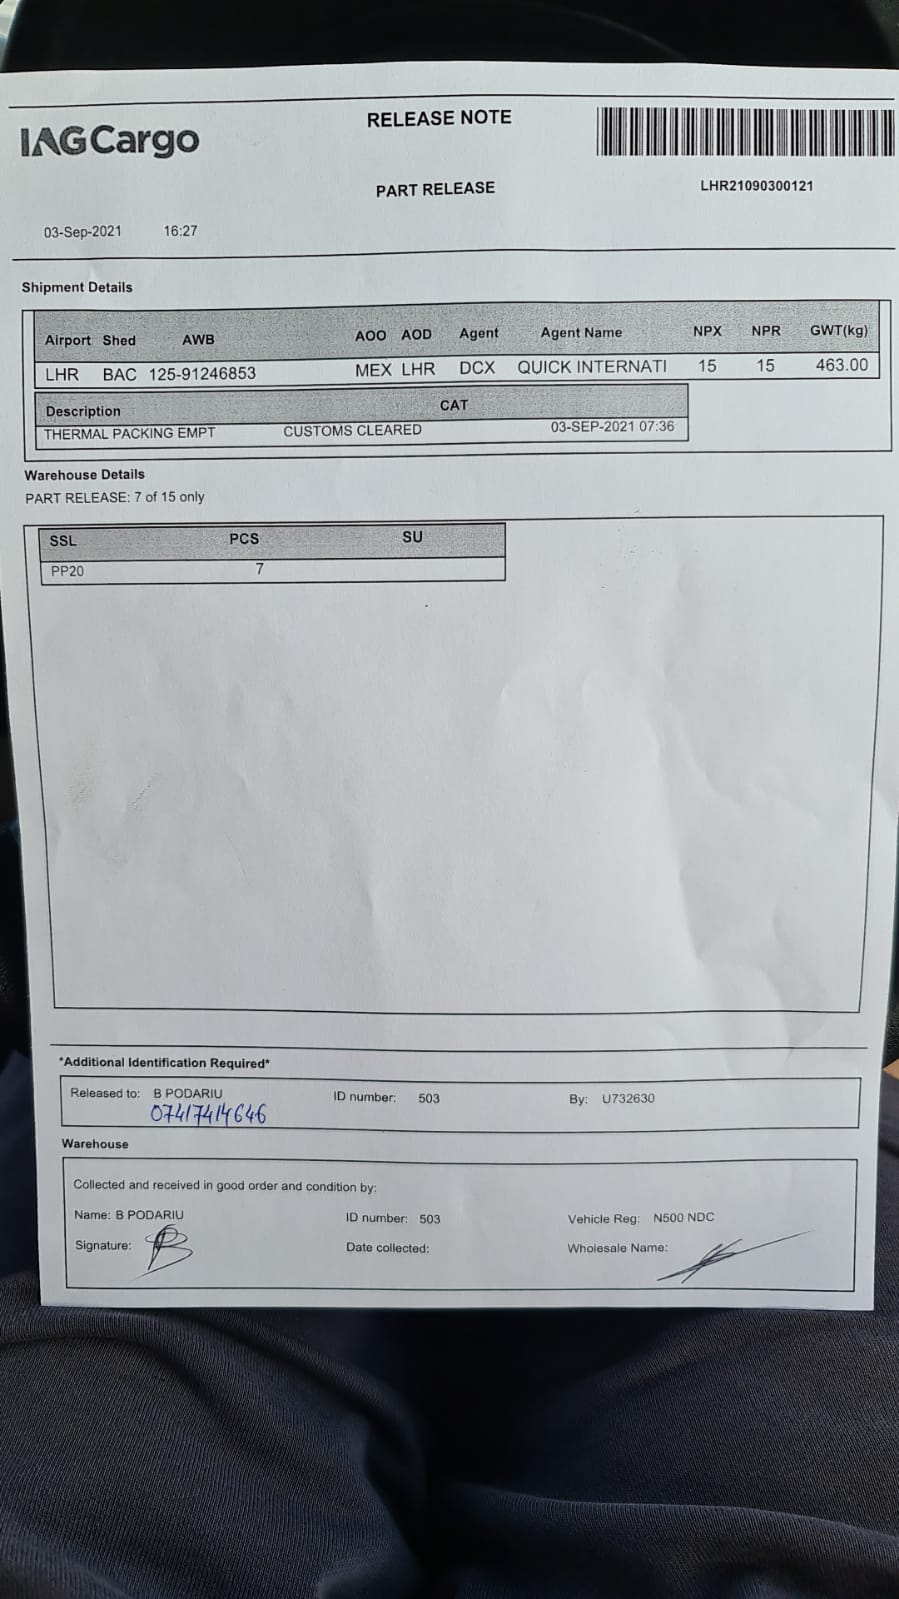 IAGCargo
RELEASE NOTE
PART RELEASE
LHR21090300121
03-Sep-2021 16:27
Shipment Details
Airport Shed AWB AOO AOD Agent Agent Name NPX NPR GWT(kg)
LHR BAC 125-91246853 MEX LHR DCX QUICK INTERNATI 15 15 463.00
Description CAT
THERMAL PACKING EMPT CUSTOMS CLEARED 03-SEP-2021 07:36
Warehouse Details
PART RELEASE: 7 of 15 only
SSL PCS SU
PP20 7
*Additional Identification Required*
Released to: B PODARIU ID number: 503 By: U732630
07417414646
Warehouse
Collected and received in good order and condition by:
Name: B PODARIU ID number: 503 Vehicle Reg: N500 NDC
Signature: Date collected: Wholesale Name: